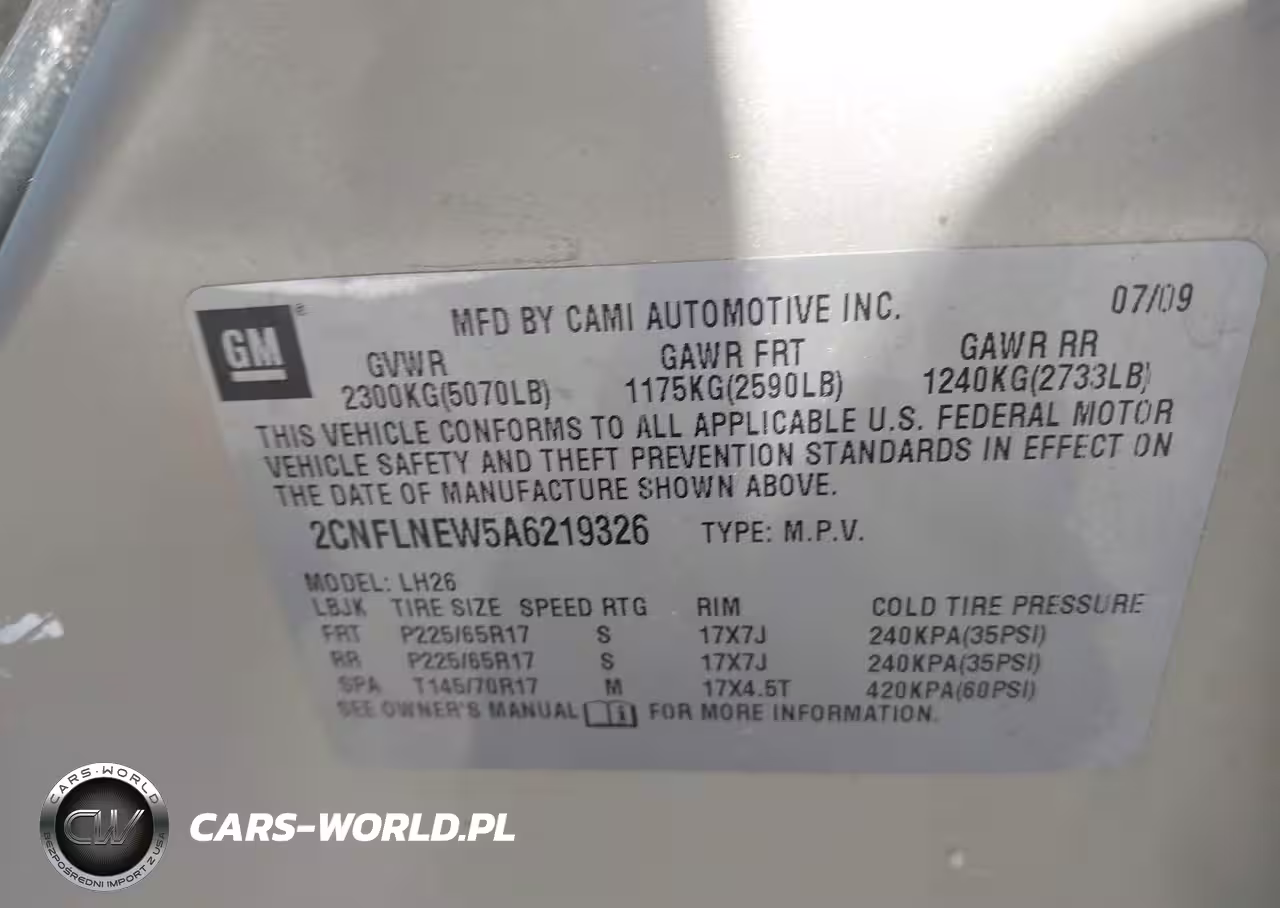 GM
MFD BY CAMI AUTOMOTIVE INC. 07/09
GVWR GAWR FRT GAWR RR
2300KG(5070LB) 1175KG(2590LB) 1240KG(2733LB)
THIS VEHICLE CONFORMS TO ALL APPLICABLE U.S. FEDERAL MOTOR
VEHICLE SAFETY AND THEFT PREVENTION STANDARDS IN EFFECT ON
THE DATE OF MANUFACTURE SHOWN ABOVE.
2CNFLNEW5A6219326 TYPE: M.P.V.
MODEL: LH26
LBJK TIRE SIZE SPEED RTG RIM COLD TIRE PRESSURE
FRT P225/65R17 S 17X7J 240KPA(35PSI)
RR P225/65R17 S 17X7J 240KPA(35PSI)
SPA T145/70R17 M 17X4.5T 420KPA(60PSI)
SEE OWNER'S MANUAL i FOR MORE INFORMATION.
CARS-WORLD
CW
BEZPOŚREDNI IMPORT Z USA
CARS-WORLD.PL